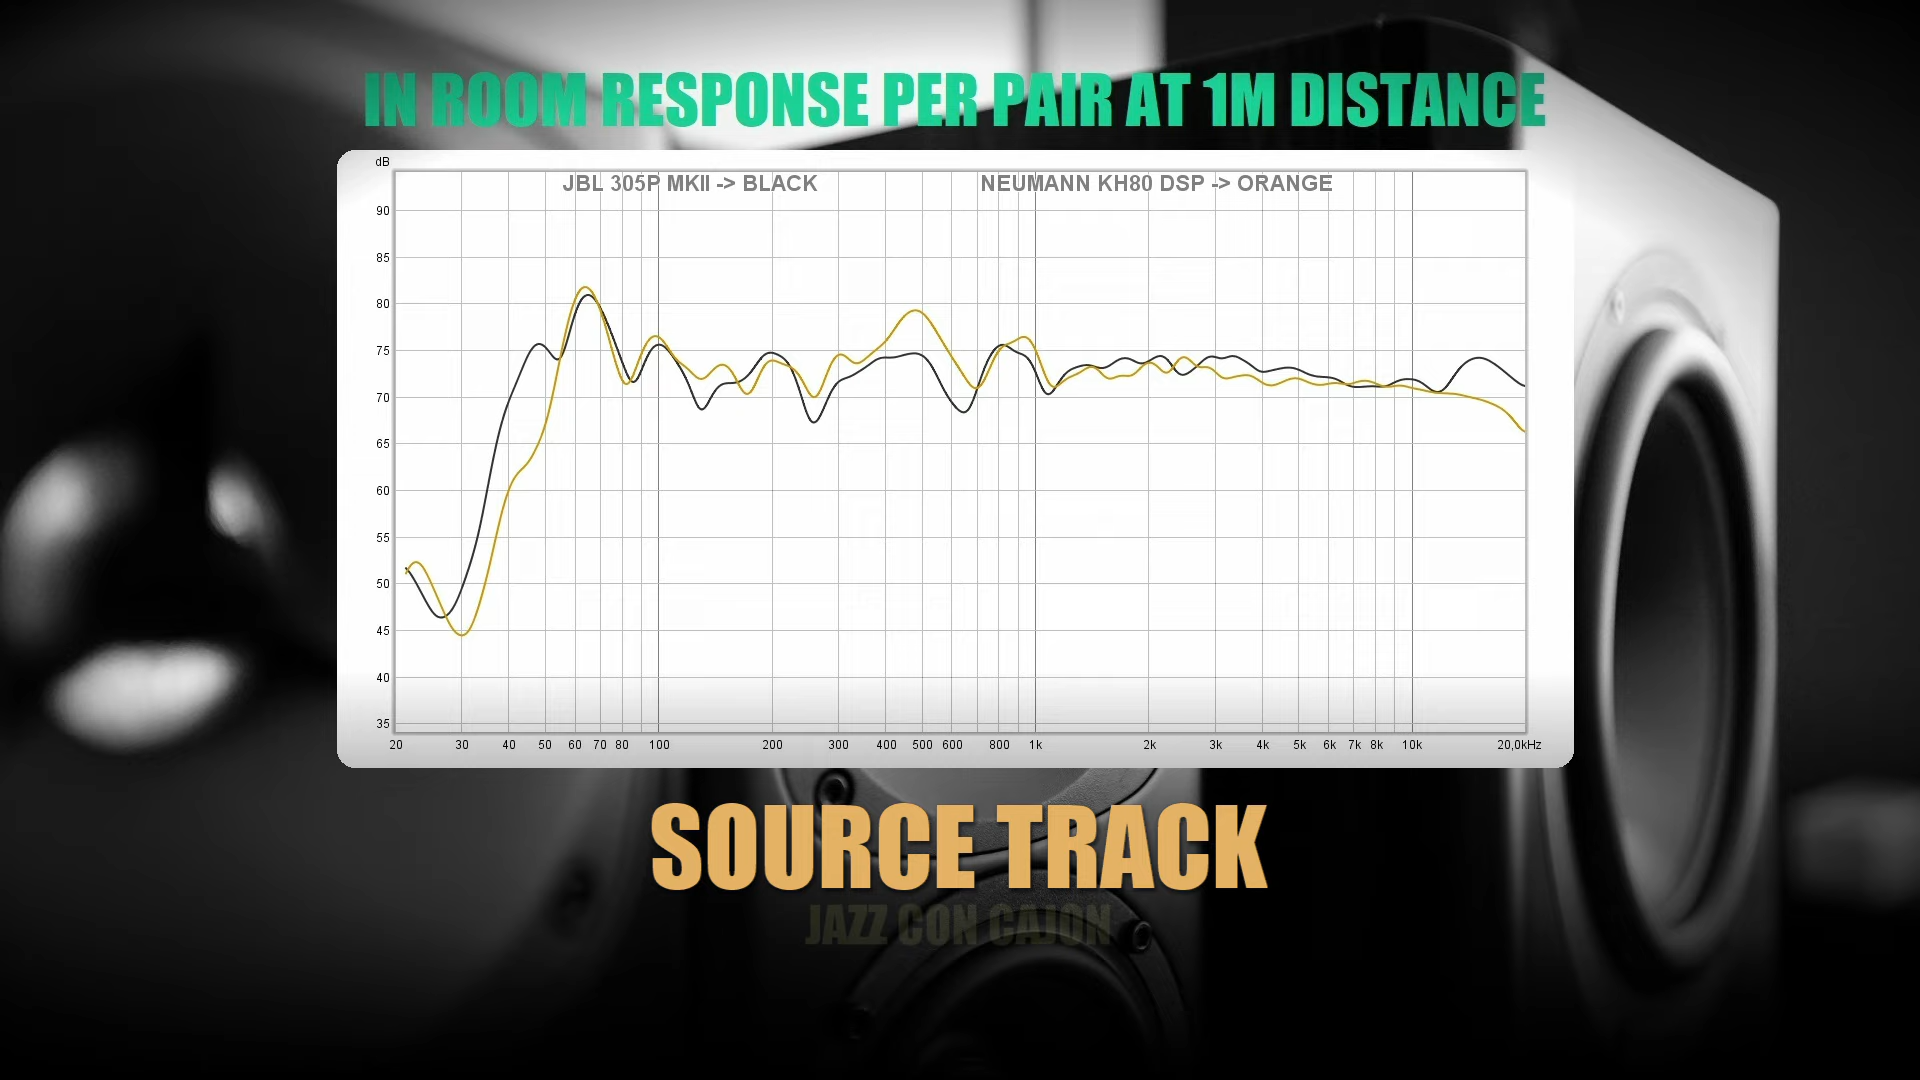 IN ROOM RESPONSE PER PAIR AT 1M DISTANCE
dB
JBL 305P MKII -> BLACK NEUMANN KH80 DSP -> ORANGE
90
85
80
75
70
65
60
55
50
45
40
35
20 30 40 50 60 70 80 100 200 300 400 500 600 800 1k 2k 3k 4k 5k 6k 7k 8k 10k 20,0kHz
SOURCE TRACK
JAZZ CON CAJON